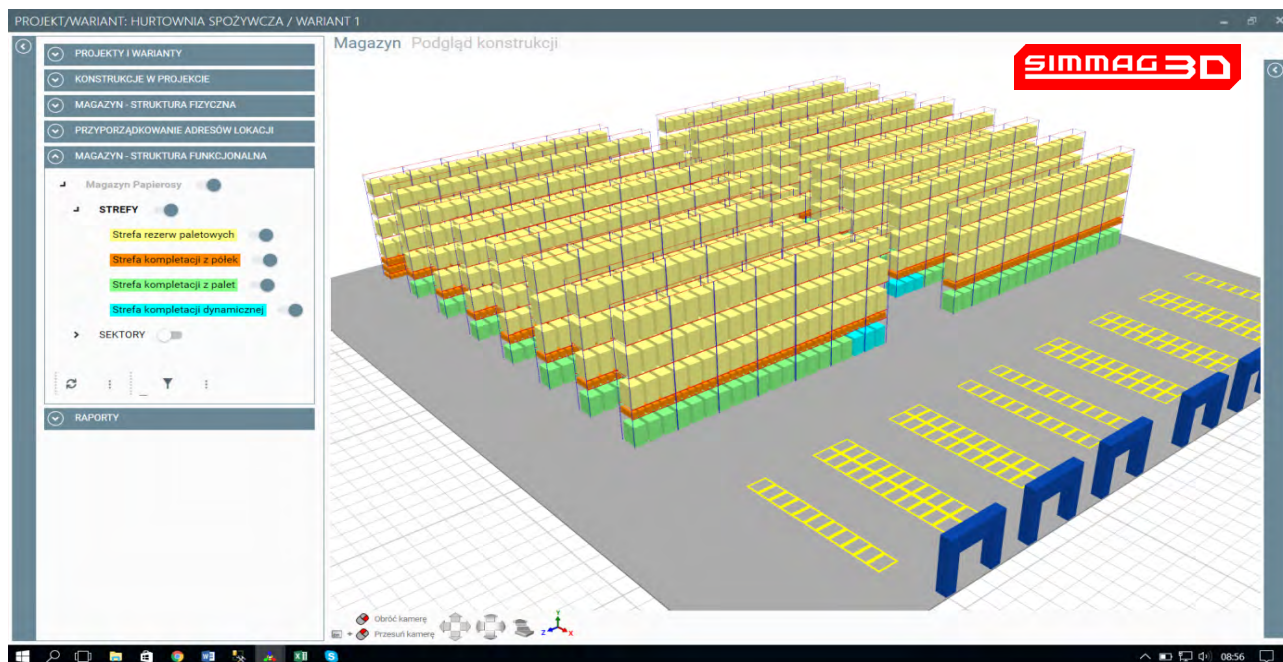 PROJEKT/WARIANT: HURTOWNIA SPOŻYWCZA / WARIANT 1
PROJEKTY I WARIANTY
KONSTRUKCJE W PROJEKCIE
MAGAZYN - STRUKTURA FIZYCZNA
PRZYPORZĄDKOWANIE ADRESÓW LOKACJI
MAGAZYN - STRUKTURA FUNKCJONALNA
Magazyn Papierosy
STREFY
Strefa rezerw paletowych
Strefa kompletacji z półek
Strefa kompletacji z palet
Strefa kompletacji dynamicznej
SEKTORY
RAPORTY
Magazyn Podgląd konstrukcji
SIMMAG 3D
Obróć kamerę
+ Przesuń kamerę
Y
Z
X
08:56